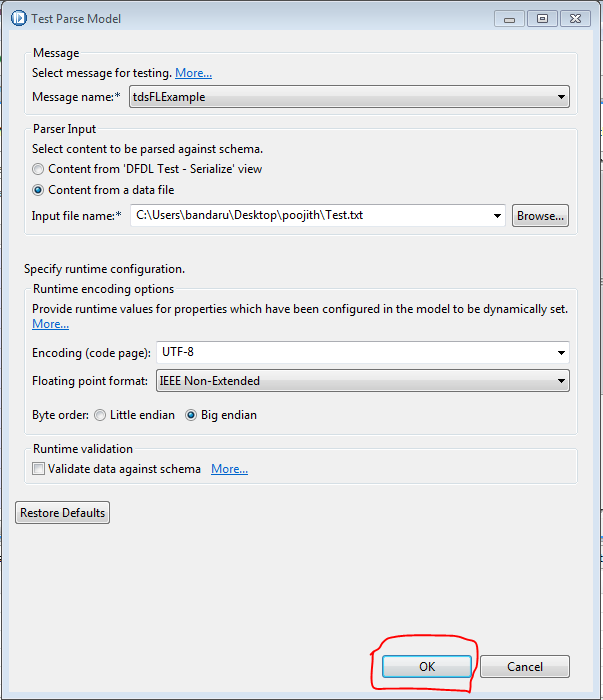 Test Parse Model
Message
Select message for testing. More...
Message name:* tdsFLExample
Parser Input
Select content to be parsed against schema.
Content from 'DFDL Test - Serialize' view
Content from a data file
Input file name:* C:\Users\bandaru\Desktop\poojith\Test.txt Browse...
Specify runtime configuration.
Runtime encoding options
Provide runtime values for properties which have been configured in the model to be dynamically set.
More...
Encoding (code page): UTF-8
Floating point format: IEEE Non-Extended
Byte order: Little endian Big endian
Runtime validation
Validate data against schema More...
Restore Defaults
OK Cancel